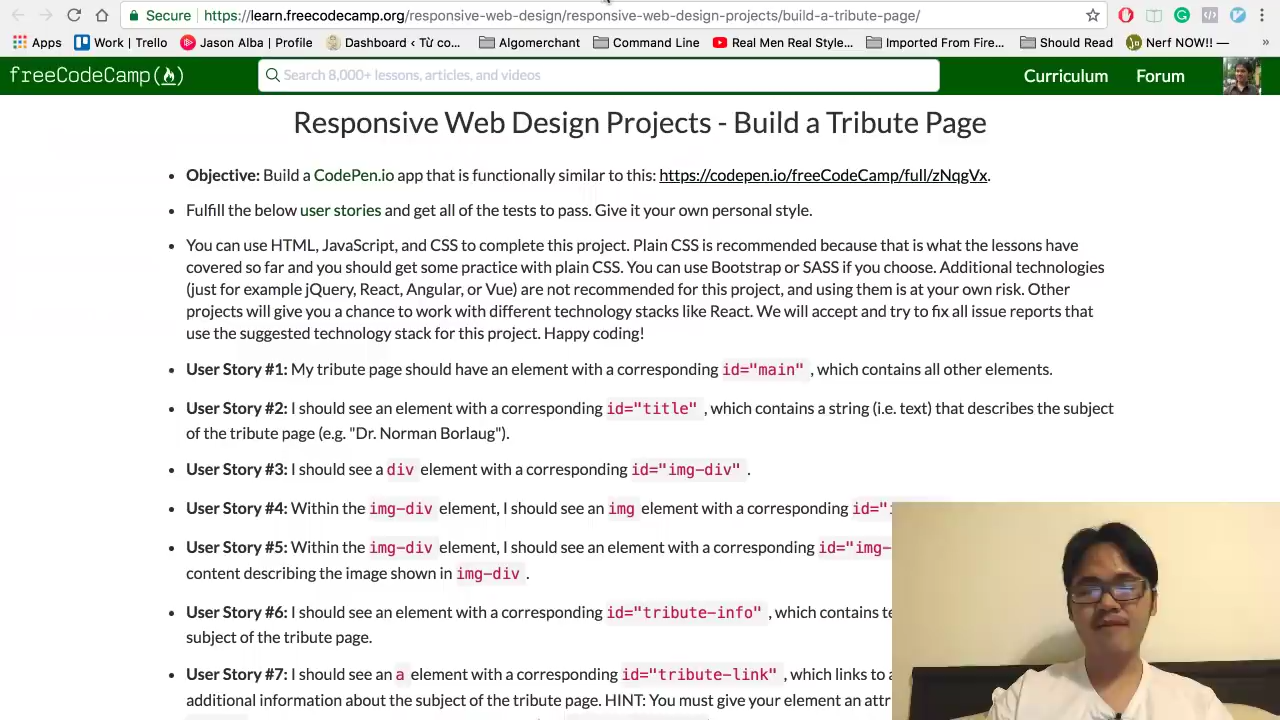 Secure https://learn.freecodecamp.org/responsive-web-design/responsive-web-design-projects/build-a-tribute-page/
Apps Work | Trello Jason Alba | Profile Dashboard ‹ Từ co... Algomerchant Command Line Real Men Real Style... Imported From Fire... Should Read Nerf NOW!! — »
freeCodeCamp Search 8,000+ lessons, articles, and videos Curriculum Forum
Responsive Web Design Projects - Build a Tribute Page
• Objective: Build a CodePen.io app that is functionally similar to this: https://codepen.io/freeCodeCamp/full/zNqgVx.
• Fulfill the below user stories and get all of the tests to pass. Give it your own personal style.
• You can use HTML, JavaScript, and CSS to complete this project. Plain CSS is recommended because that is what the lessons have
covered so far and you should get some practice with plain CSS. You can use Bootstrap or SASS if you choose. Additional technologies
(just for example jQuery, React, Angular, or Vue) are not recommended for this project, and using them is at your own risk. Other
projects will give you a chance to work with different technology stacks like React. We will accept and try to fix all issue reports that
use the suggested technology stack for this project. Happy coding!
• User Story #1: My tribute page should have an element with a corresponding id="main" , which contains all other elements.
• User Story #2: I should see an element with a corresponding id="title" , which contains a string (i.e. text) that describes the subject
of the tribute page (e.g. "Dr. Norman Borlaug").
• User Story #3: I should see a div element with a corresponding id="img-div" .
• User Story #4: Within the img-div element, I should see an img element with a corresponding id="
• User Story #5: Within the img-div element, I should see an element with a corresponding id="img-
content describing the image shown in img-div .
• User Story #6: I should see an element with a corresponding id="tribute-info" , which contains
subject of the tribute page.
• User Story #7: I should see an a element with a corresponding id="tribute-link" , which links to a
additional information about the subject of the tribute page. HINT: You must give your element an